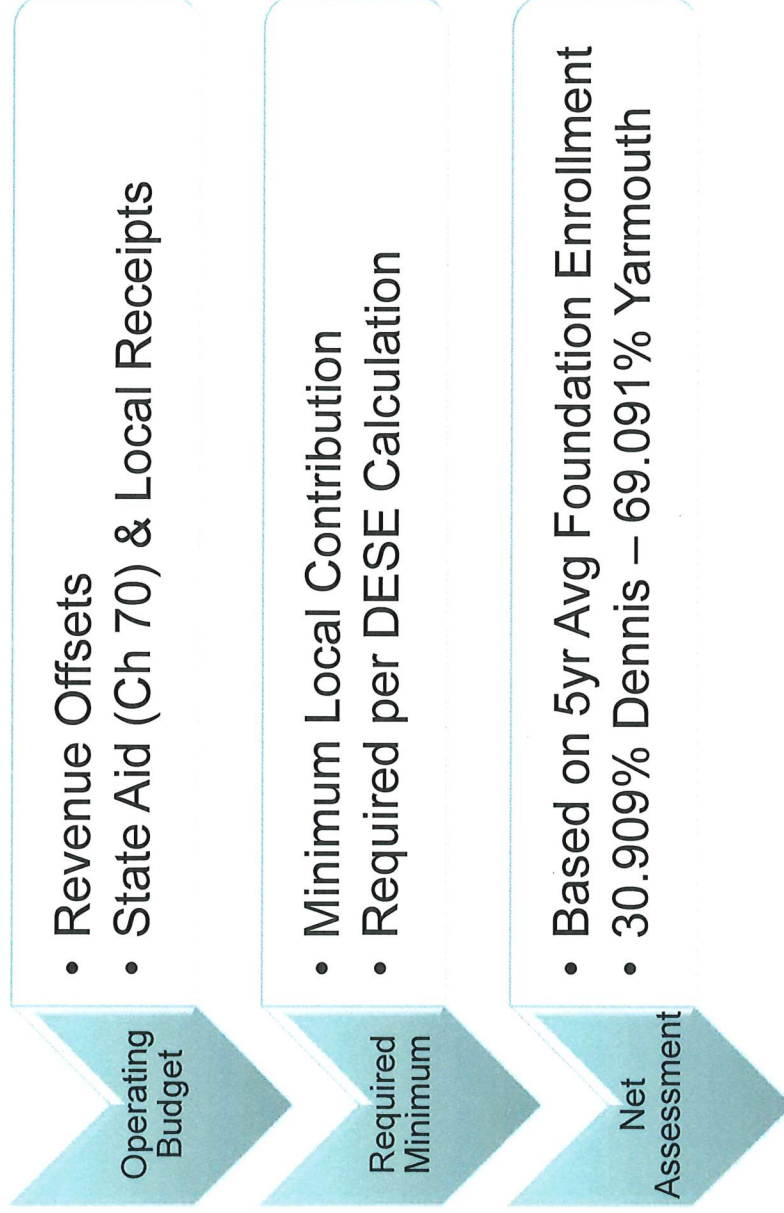 Operating
Budget
• Revenue Offsets
• State Aid (Ch 70) & Local Receipts
Required
Minimum
• Minimum Local Contribution
• Required per DESE Calculation
Net
Assessment
• Based on 5yr Avg Foundation Enrollment
• 30.909% Dennis – 69.091% Yarmouth